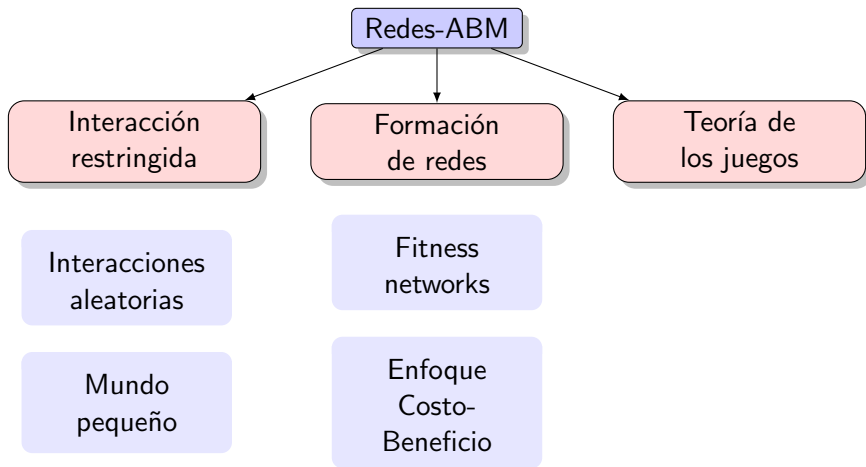 Redes-ABM
Interacción
restringida
Formación
de redes
Teoría de
los juegos
Interacciones
aleatorias
Fitness
networks
Mundo
pequeño
Enfoque
Costo-
Beneficio